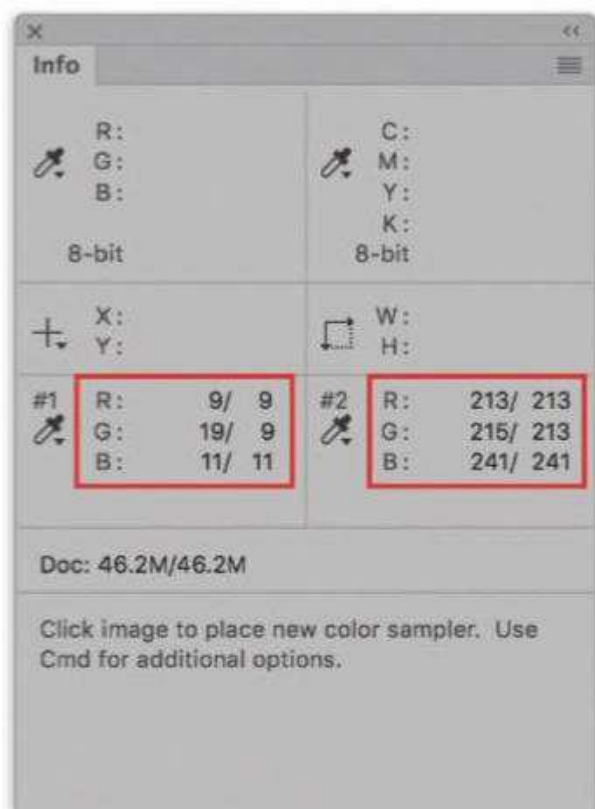 Info
R:
G:
B:
8-bit
C:
M:
Y:
K:
8-bit
X:
Y:
W:
H:
#1
R: 9/ 9
G: 19/ 9
B: 11/ 11
#2
R: 213/ 213
G: 215/ 213
B: 241/ 241
Doc: 46.2M/46.2M
Click image to place new color sampler. Use
Cmd for additional options.